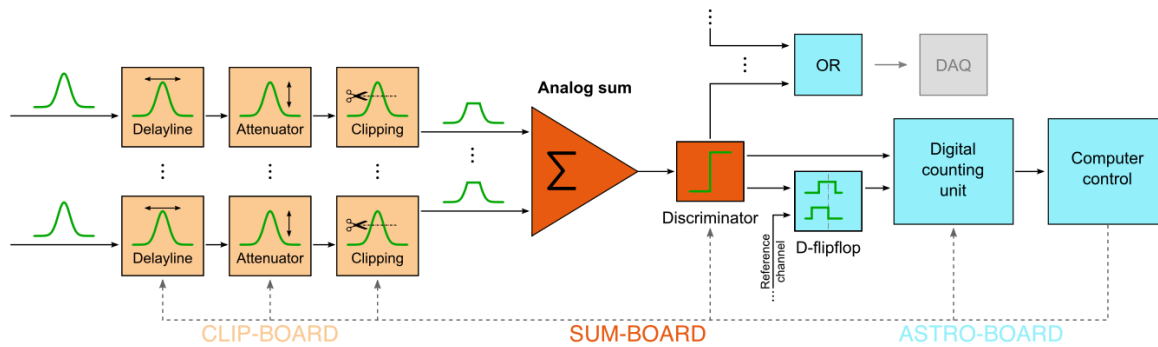 OR
DAQ
Analog sum
Delayline
Attenuator
Clipping
Σ
Digital
counting
unit
Computer
control
Discriminator
D-flipflop
Reference
channel
Delayline
Attenuator
Clipping
CLIP-BOARD
SUM-BOARD
ASTRO-BOARD